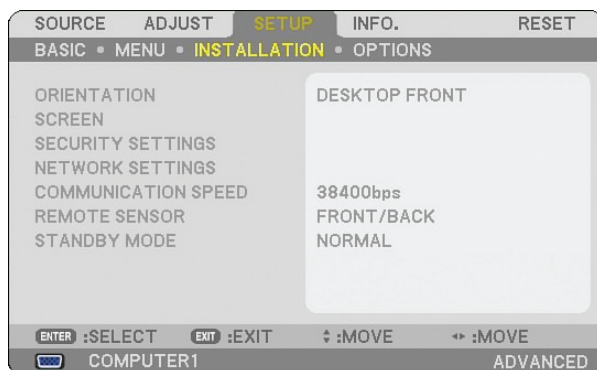 SOURCE ADJUST SETUP INFO. RESET
BASIC • MENU • INSTALLATION • OPTIONS
ORIENTATION DESKTOP FRONT
SCREEN
SECURITY SETTINGS
NETWORK SETTINGS
COMMUNICATION SPEED 38400bps
REMOTE SENSOR FRONT/BACK
STANDBY MODE NORMAL
ENTER :SELECT EXIT :EXIT :MOVE :MOVE
COMPUTER1 ADVANCED